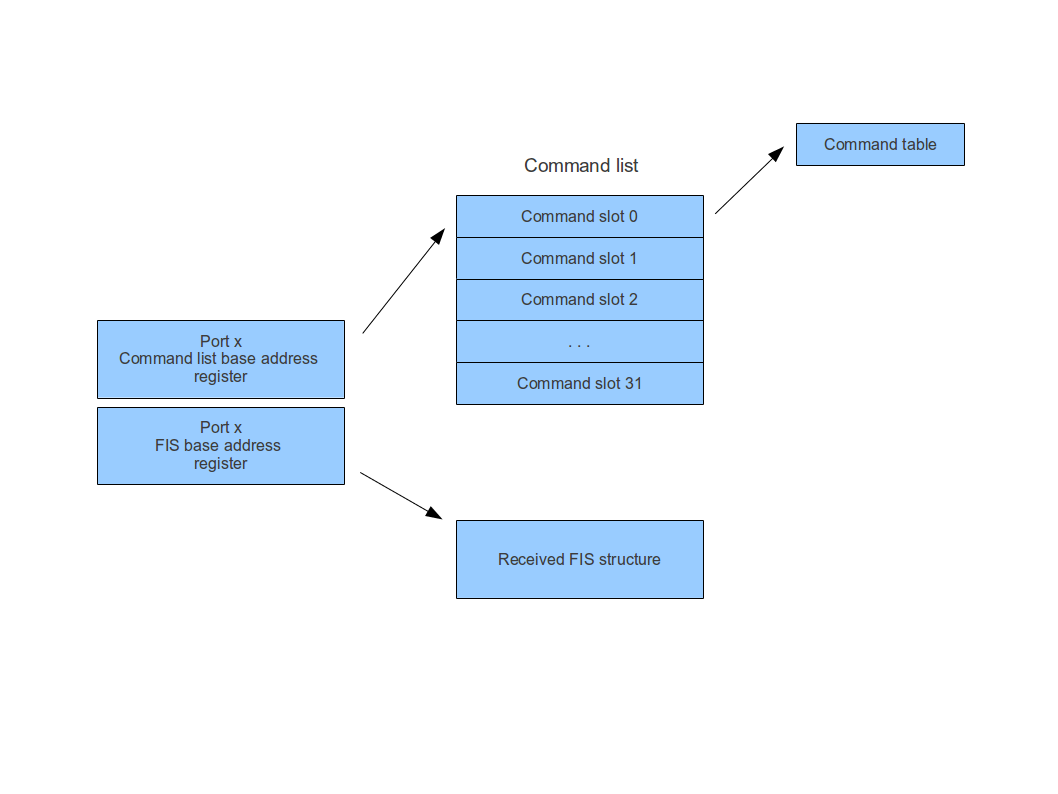 Command table
Command list
Command slot 0
Command slot 1
Command slot 2
. . .
Command slot 31
Port x
Command list base address
register
Port x
FIS base address
register
Received FIS structure